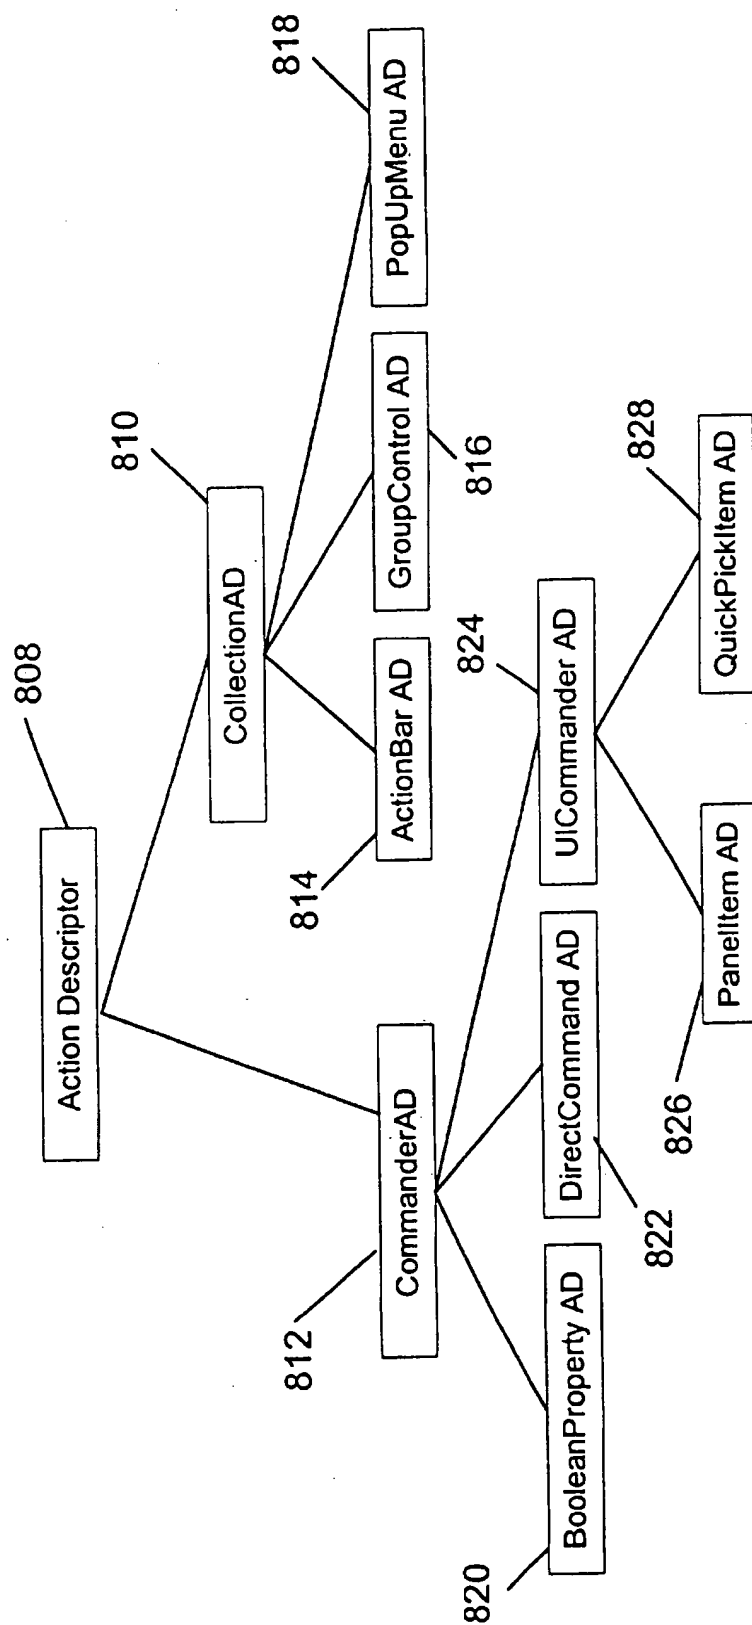 808
Action Descriptor
810
CollectionAD
812
CommanderAD
814
ActionBar AD
GroupControl AD
816
818
PopUpMenu AD
820
BooleanProperty AD
DirectCommand AD
822
824
UICommander AD
826
PanelItem AD
828
QuickPickItem AD